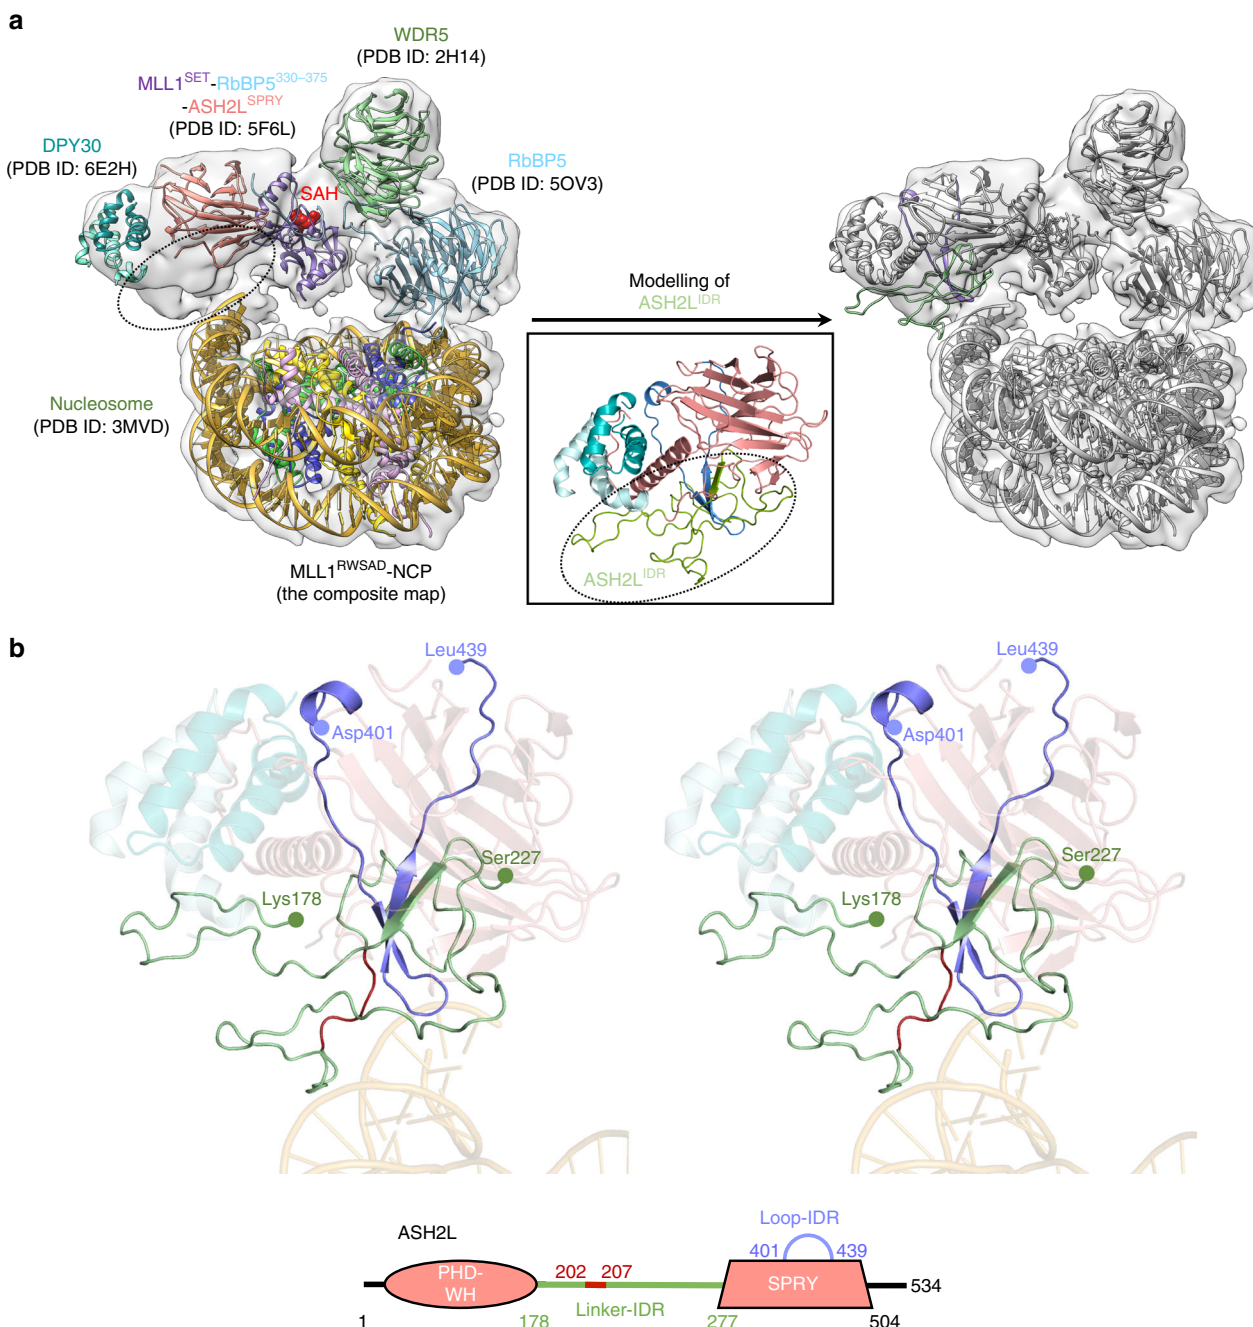 a
WDR5
(PDB ID: 2H14)
MLL1SET-RbBP5330–375
-ASH2LSPRY
(PDB ID: 5F6L)
DPY30
(PDB ID: 6E2H)
RbBP5
(PDB ID: 5OV3)
SAH
Modelling of
ASH2LIDR
Nucleosome
(PDB ID: 3MVD)
ASH2LIDR
MLL1RWSAD-NCP
(the composite map)
b
Leu439
Asp401
Ser227
Lys178
Leu439
Asp401
Ser227
Lys178
Loop-IDR
ASH2L
401
439
PHD-
WH
202
207
SPRY
534
Linker-IDR
1
178
277
504